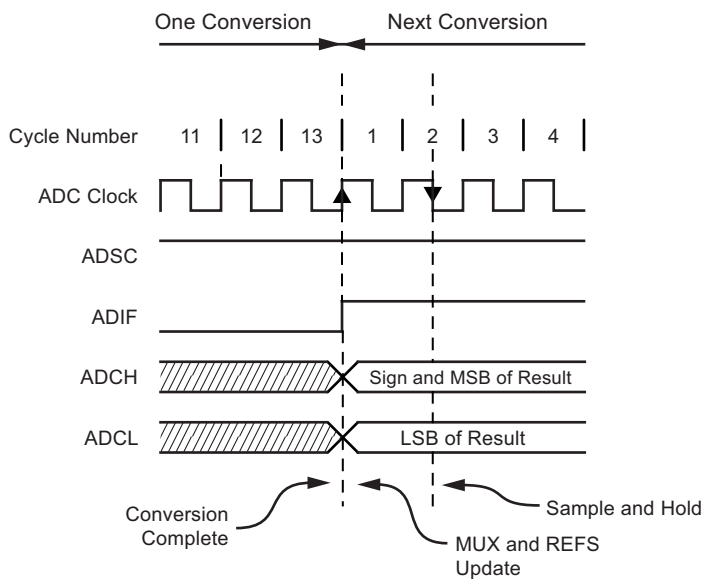 One Conversion Next Conversion
Cycle Number 11 12 13 1 2 3 4
ADC Clock
ADSC
ADIF
ADCH Sign and MSB of Result
ADCL LSB of Result
Sample and Hold
Conversion
Complete
MUX and REFS
Update